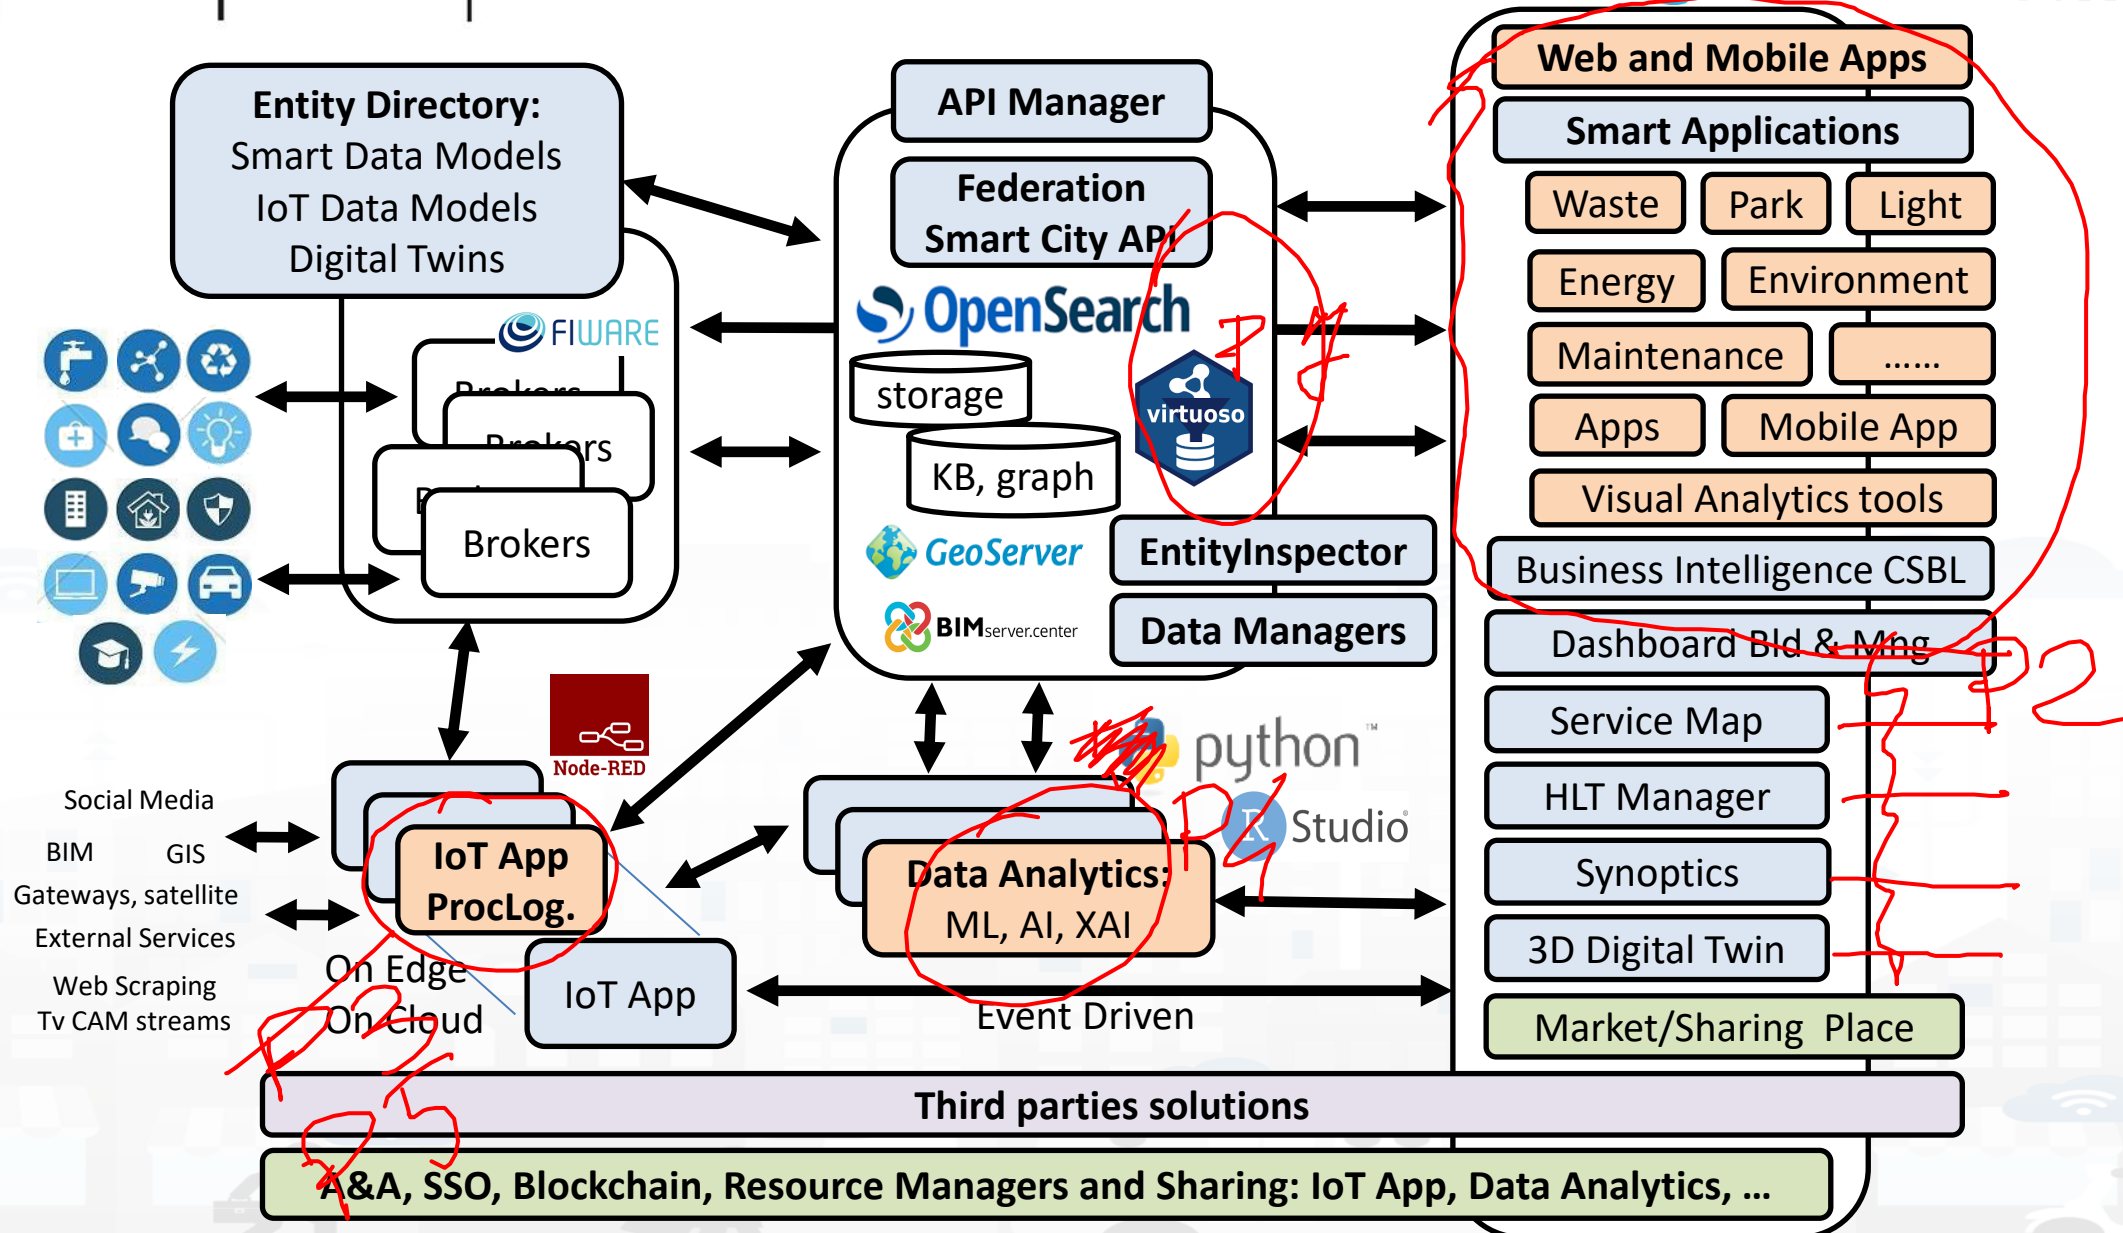 Entity Directory:
Smart Data Models
IoT Data Models
Digital Twins
FIWARE
Brokers
Brokers
Brokers
API Manager
Federation
Smart City API
OpenSearch
storage
virtuoso
KB, graph
GeoServer
EntityInspector
BIMserver.center
Data Managers
Web and Mobile Apps
Smart Applications
Waste
Park
Light
Energy
Environment
Maintenance
......
Apps
Mobile App
Visual Analytics tools
Business Intelligence CSBL
Dashboard Bld & Mng
P2
Service Map
HLT Manager
Synoptics
3D Digital Twin
Market/Sharing Place
Node-RED
Social Media
BIM GIS
Gateways, satellite
External Services
Web Scraping
Tv CAM streams
IoT App
ProcLog.
On Edge
On Cloud
IoT App
python™
R Studio®
Data Analytics:
ML, AI, XAI
P4
Event Driven
Third parties solutions
A&A, SSO, Blockchain, Resource Managers and Sharing: IoT App, Data Analytics, ...